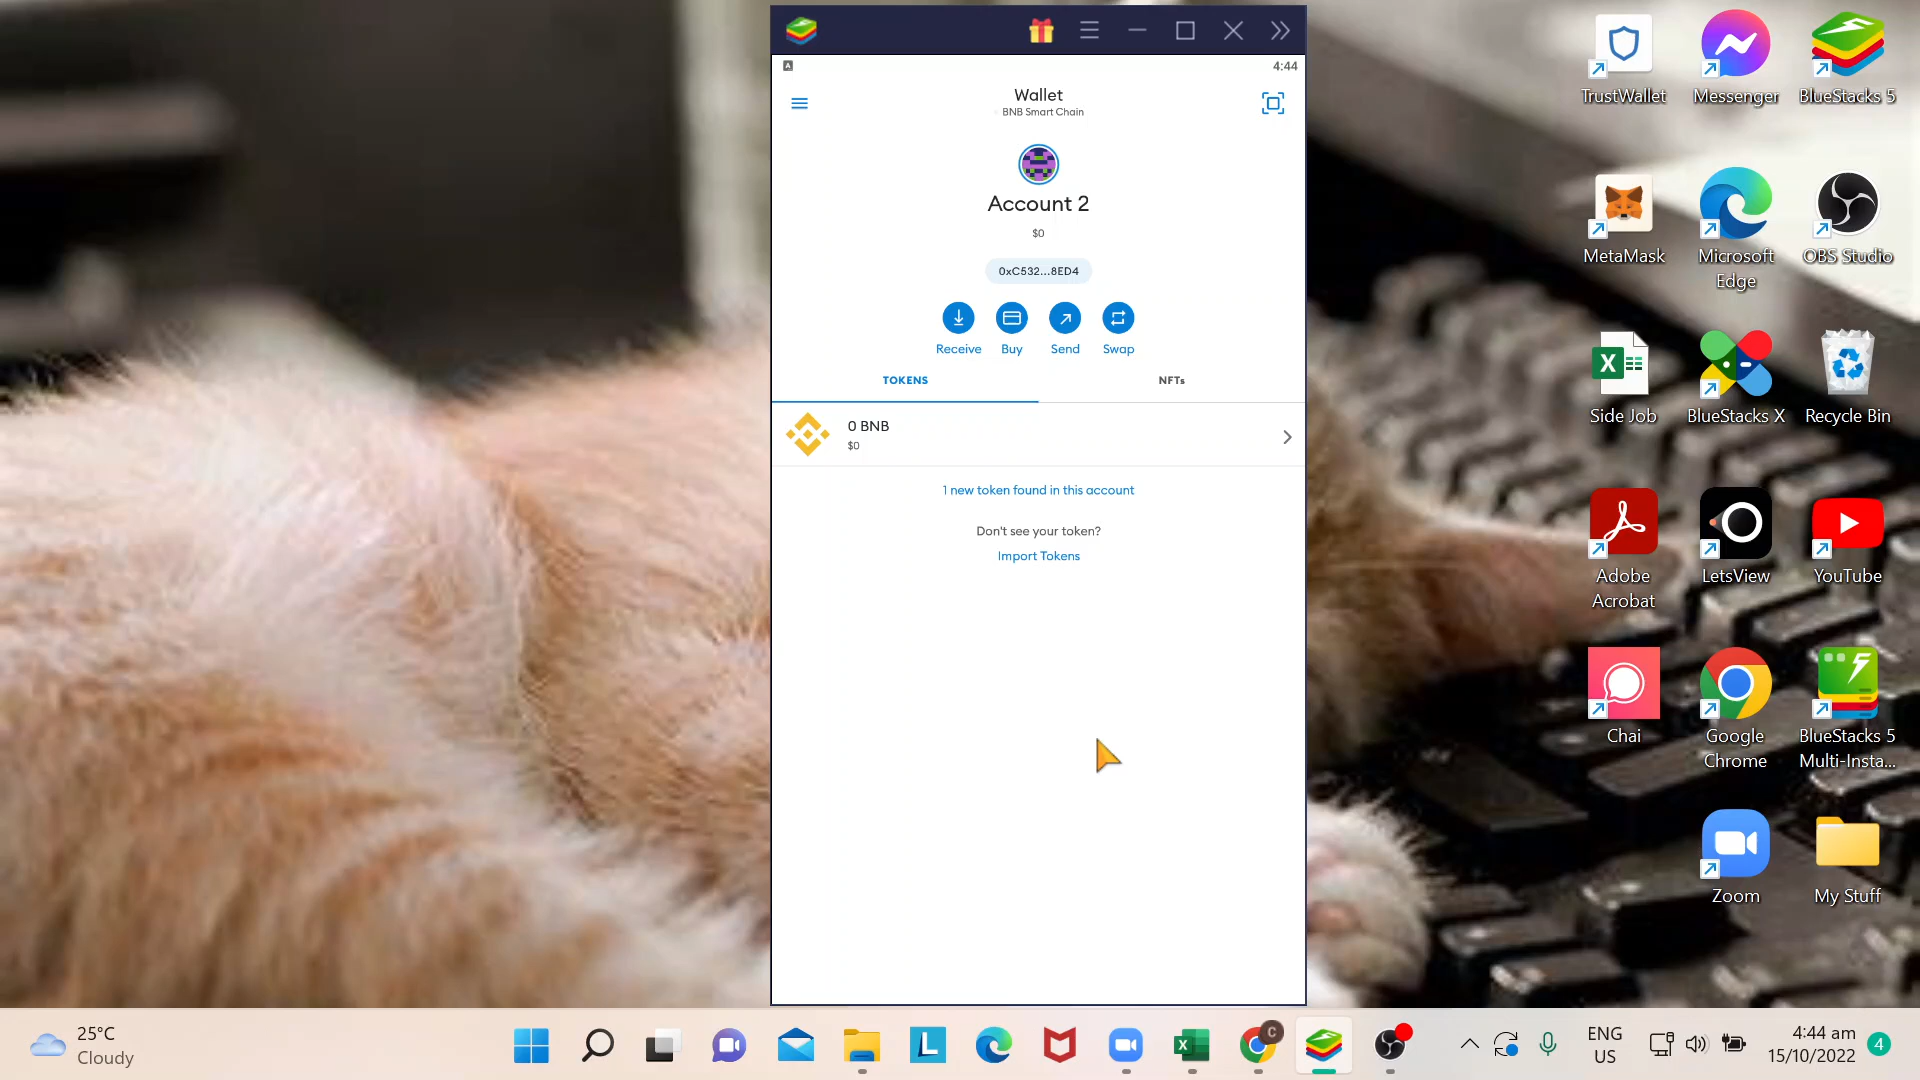 4:44
Wallet
BNB Smart Chain
Account 2
$0
0xC532...8ED4
Receive
Buy
Send
Swap
TOKENS
NFTs
0 BNB
$0
1 new token found in this account
Don't see your token?
Import Tokens
TrustWallet
Messenger
BlueStacks 5
MetaMask
Microsoft
Edge
OBS Studio
Side Job
BlueStacks X
Recycle Bin
Adobe
Acrobat
LetsView
YouTube
Chai
Google
Chrome
BlueStacks 5
Multi-Insta...
Zoom
My Stuff
25°C
Cloudy
ENG
US
4:44 am
15/10/2022
4